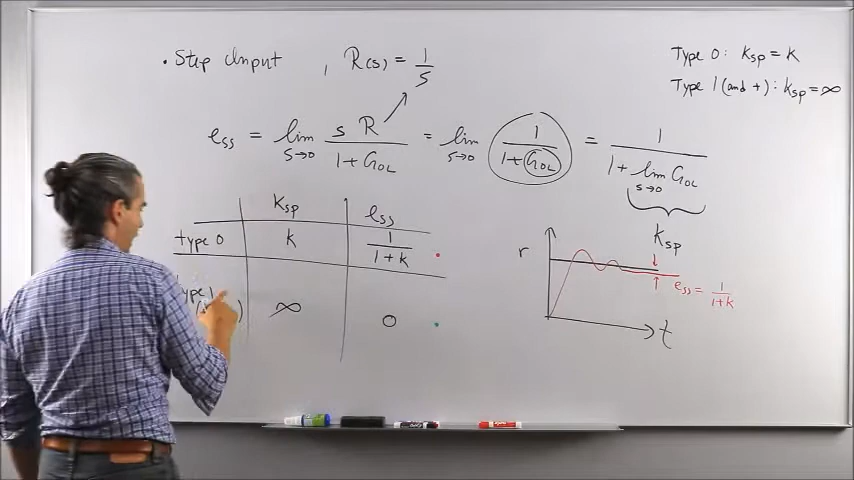 • Step Input , R(s) = 1/s
Type 0: Ksp = K
Type 1 (and +): Ksp = ∞
ess = lim s→0 s R / 1 + GOL = lim s→0 1 / 1 + GOL = 1 / 1 + lim s→0 GOL
Ksp
Ksp ess
type 0 K 1 / 1 + K
∞ 0
r
ess = 1 / 1+K
t